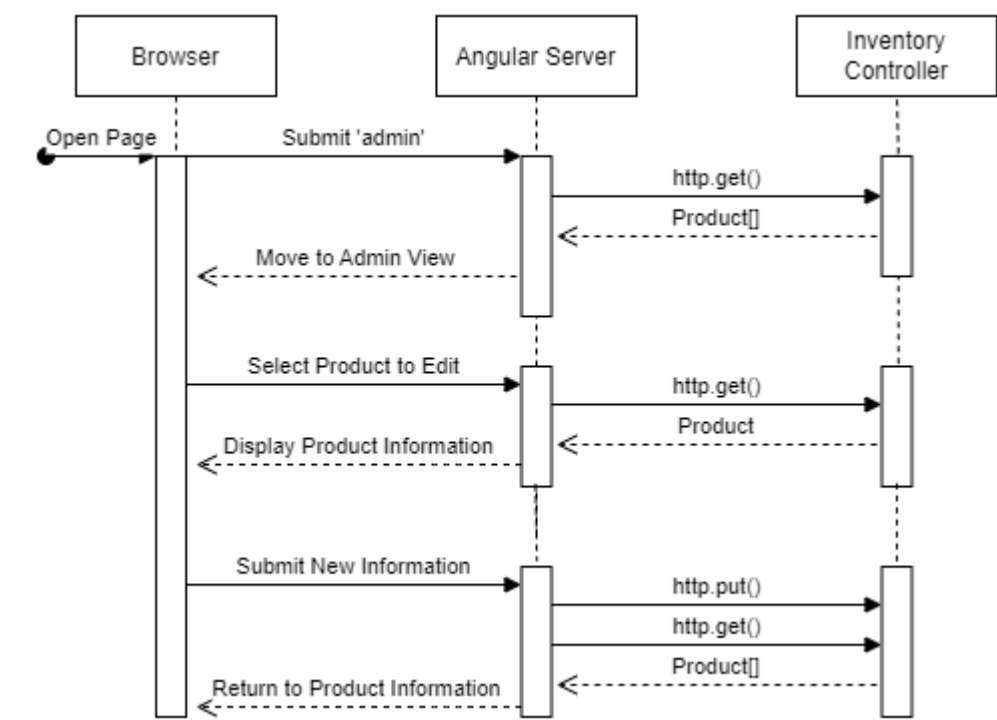 Browser
Angular Server
Inventory
Controller
Open Page
Submit 'admin'
http.get()
Product[]
Move to Admin View
Select Product to Edit
http.get()
Product
Display Product Information
Submit New Information
http.put()
http.get()
Product[]
Return to Product Information